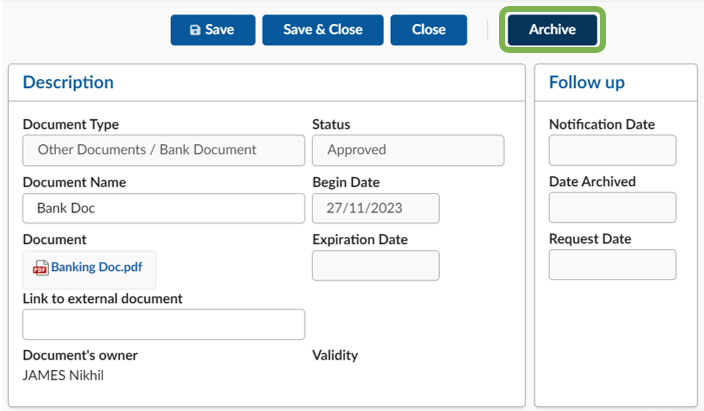 Save
Save & Close
Close
Archive
Description
Document Type
Status
Other Documents / Bank Document
Approved
Document Name
Begin Date
Bank Doc
27/11/2023
Document
Expiration Date
PDF
Banking Doc.pdf
Link to external document
Document's owner
Validity
JAMES Nikhil
Follow up
Notification Date
Date Archived
Request Date